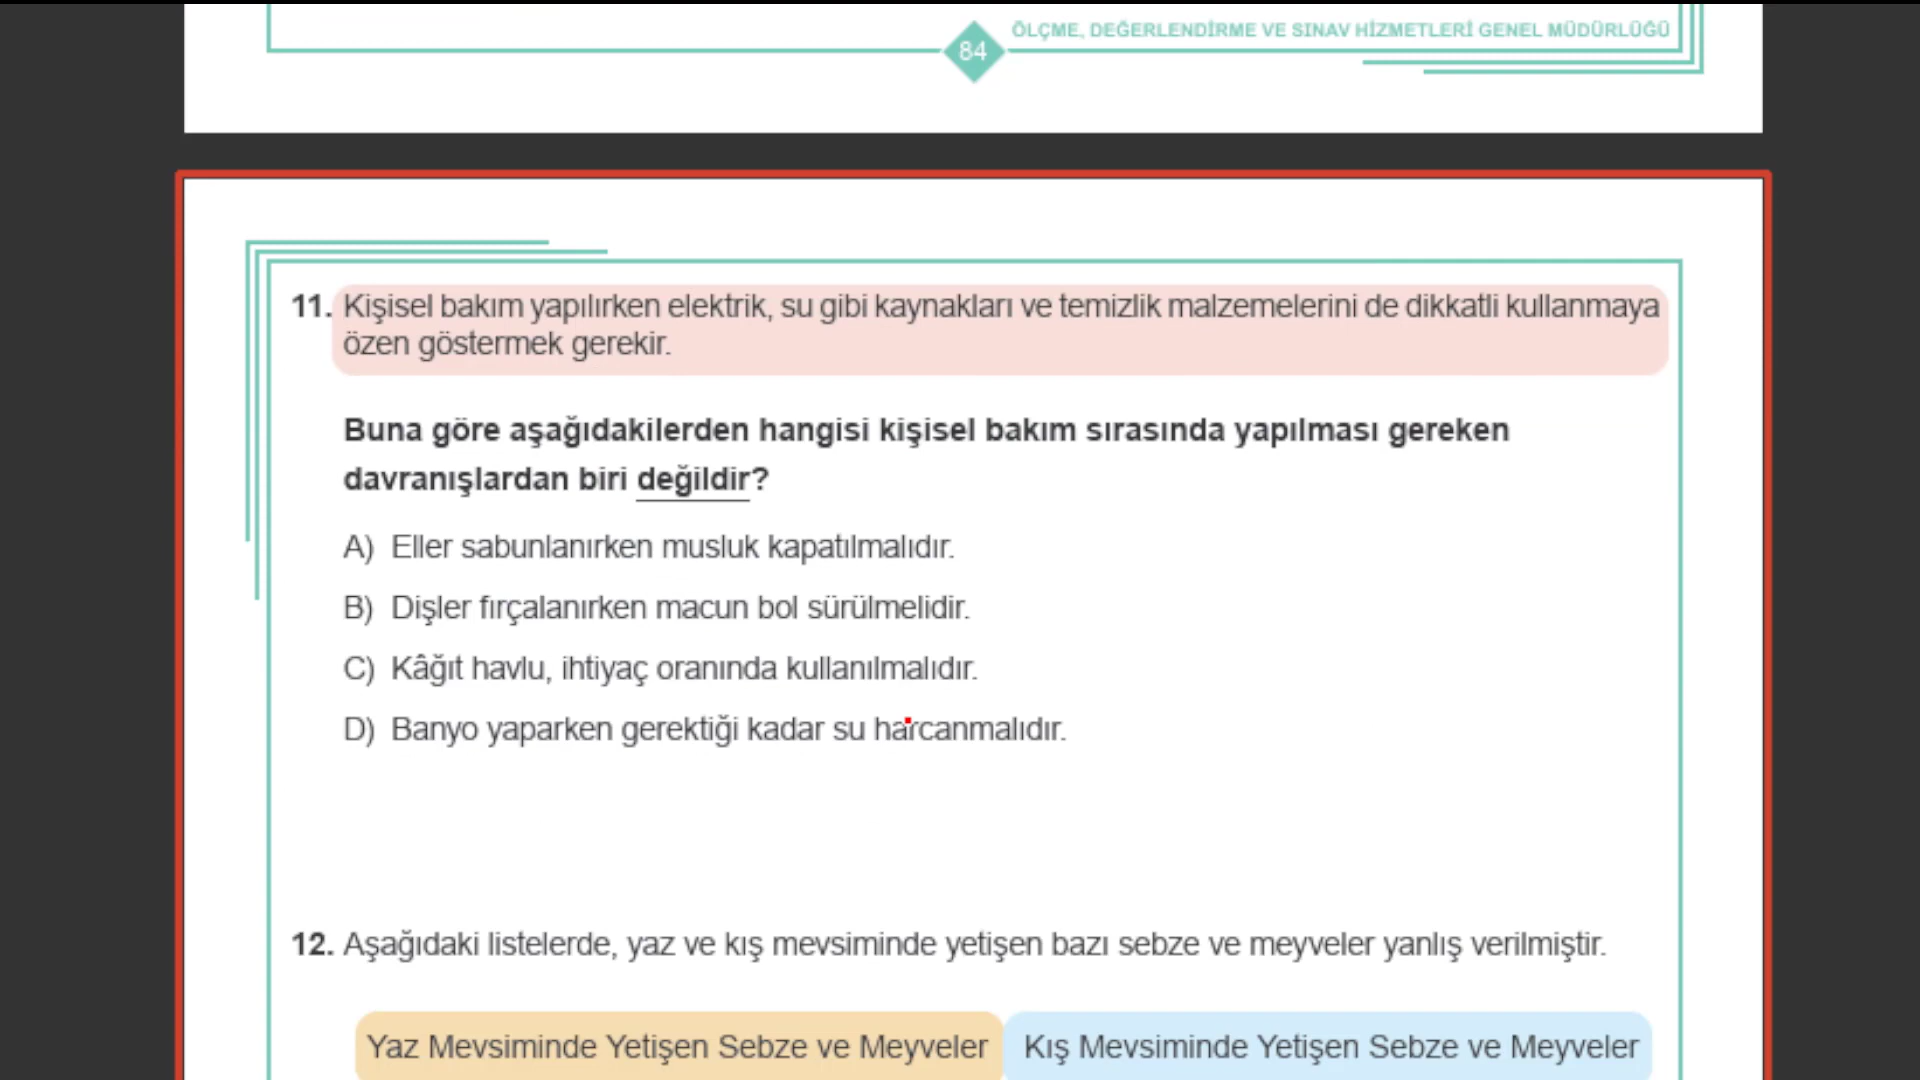 ÖLÇME, DEĞERLENDİRME VE SINAV HİZMETLERİ GENEL MÜDÜRLÜĞÜ
84
11. Kişisel bakım yapılırken elektrik, su gibi kaynakları ve temizlik malzemelerini de dikkatli kullanmaya
özen göstermek gerekir.
Buna göre aşağıdakilerden hangisi kişisel bakım sırasında yapılması gereken
davranışlardan biri değildir?
A) Eller sabunlanırken musluk kapatılmalıdır.
B) Dişler fırçalanırken macun bol sürülmelidir.
C) Kâğıt havlu, ihtiyaç oranında kullanılmalıdır.
D) Banyo yaparken gerektiği kadar su harcanmalıdır.
12. Aşağıdaki listelerde, yaz ve kış mevsiminde yetişen bazı sebze ve meyveler yanlış verilmiştir.
Yaz Mevsiminde Yetişen Sebze ve Meyveler
Kış Mevsiminde Yetişen Sebze ve Meyveler